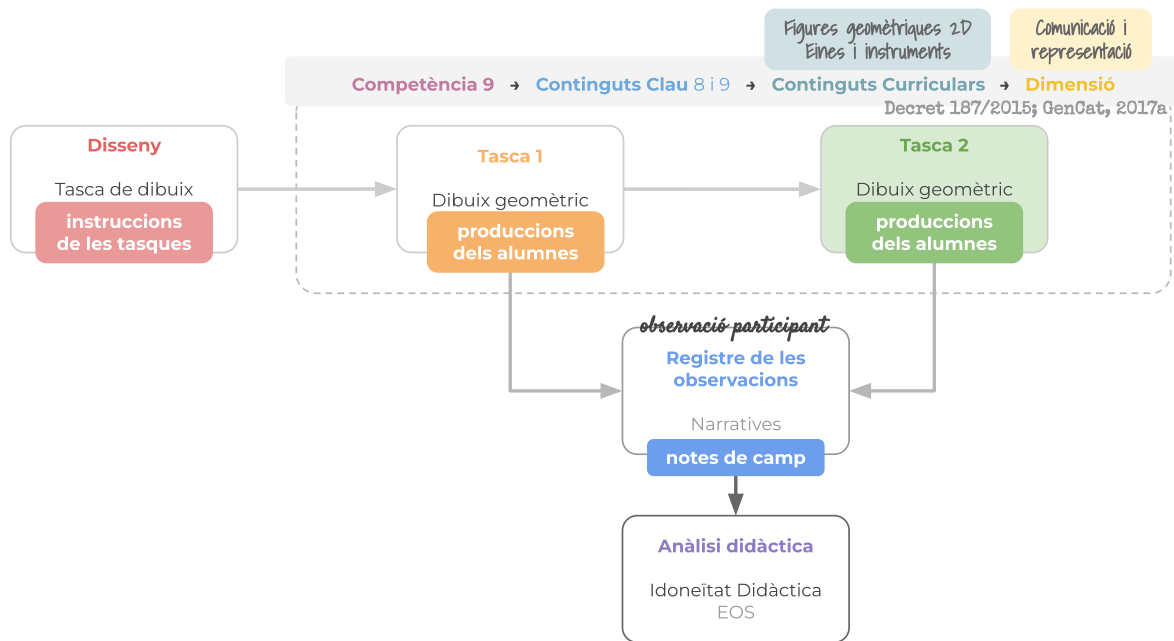 Figures geomètriques 2D
Eines i instruments
Comunicació i
representació
Competència 9 → Continguts Clau 8 i 9 → Continguts Curriculars → Dimensió
Decret 187/2015; GenCat, 2017a
Disseny
Tasca de dibuix
instruccions
de les tasques
Tasca 1
Dibuix geomètric
produccions
dels alumnes
Tasca 2
Dibuix geomètric
produccions
dels alumnes
observació participant
Registre de les
observacions
Narratives
notes de camp
Anàlisi didàctica
Idoneïtat Didàctica
EOS